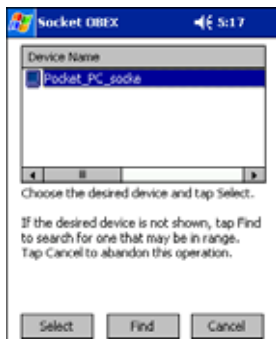 Socket OBEX 5:17
Device Name
Pocket_PC_socke
Choose the desired device and tap Select.
If the desired device is not shown, tap Find
to search for one that may be in range.
Tap Cancel to abandon this operation.
Select Find Cancel